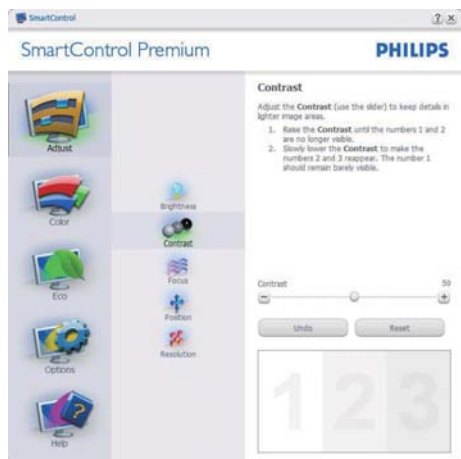 SmartControl
SmartControl Premium
PHILIPS
Adjust
Color
Eco
Options
Help
Brightness
Contrast
Focus
Position
Resolution
Contrast
Adjust the Contrast (use the slider) to keep details in
lighter image areas.
1. Raise the Contrast until the numbers 1 and 2
are no longer visible.
2. Slowly lower the Contrast to make the
numbers 2 and 3 reappear. The number 1
should remain barely visible.
Contrast 50
Undo Reset
1 2 3